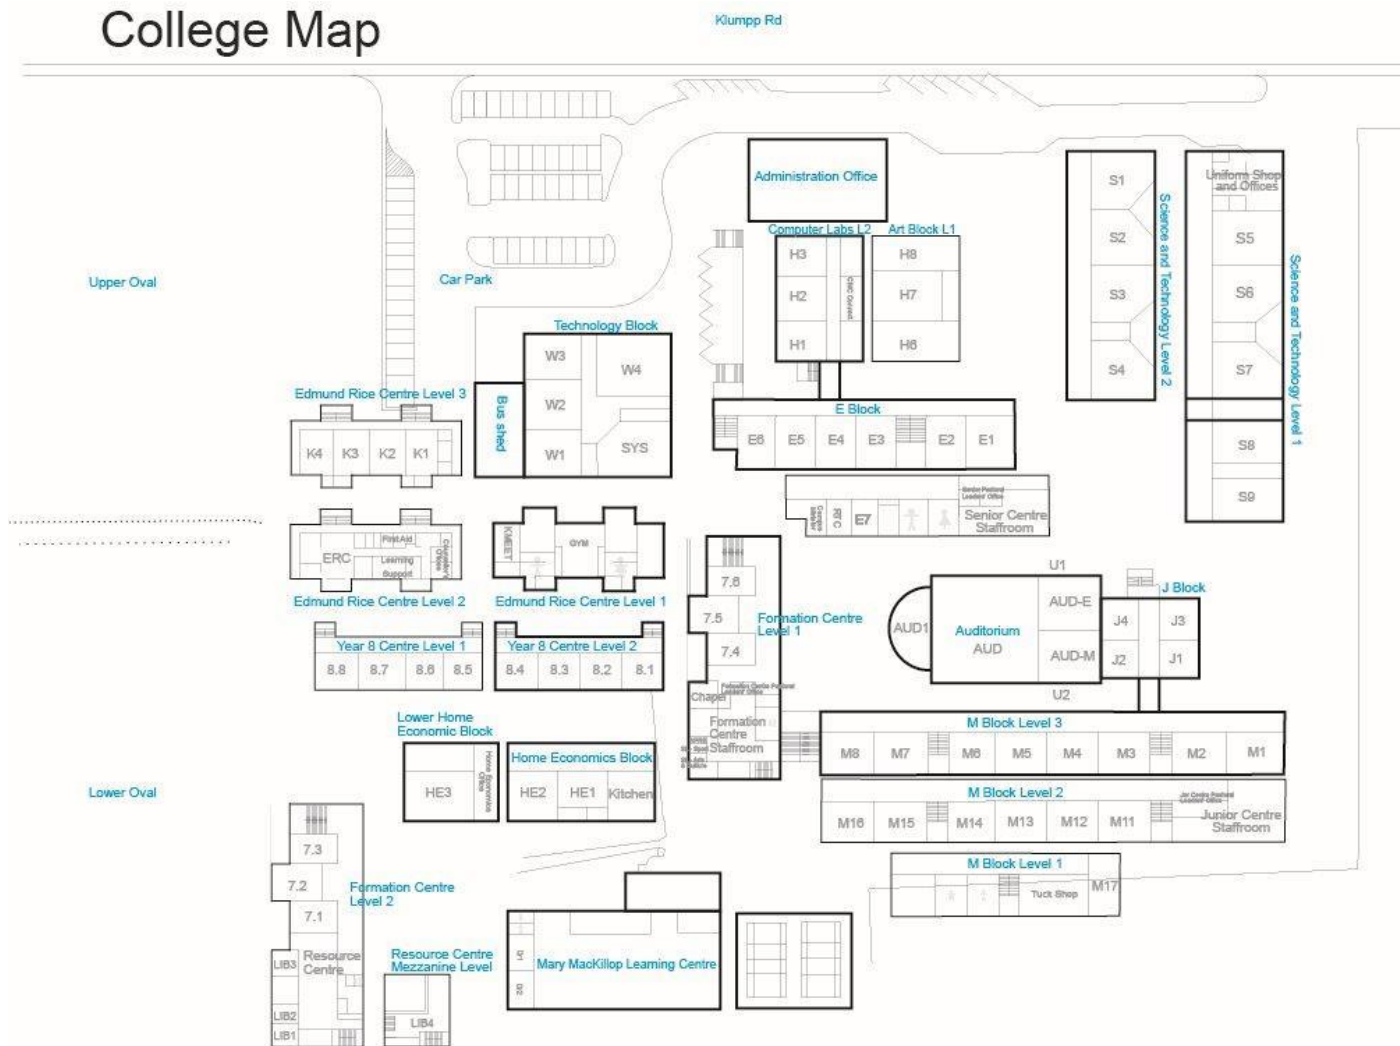 College Map
Klumpp Rd
Administration Office
Uniform Shop
and Offices
S1
S2
S3
S4
Science and Technology Level 2
S5
S6
S7
S8
S9
Science and Technology Level 1
Computer Labs L2
H3
H2
H1
Art Block L1
H8
H7
H6
Upper Oval
Car Park
Technology Block
W3
W4
W2
W1
SYS
Bus shed
Edmund Rice Centre Level 3
K4
K3
K2
K1
E Block
E6
E5
E4
E3
E2
E1
RTC
E7
Senior Centre
Staffroom
ERC
First Aid
Learning
Support
Edmund Rice Centre Level 2
KMEET
GYM
Edmund Rice Centre Level 1
7.6
7.5
7.4
Formation Centre
Level 1
Chapel
Formation
Centre
Staffroom
U1
J Block
AUD1
Auditorium
AUD
AUD-E
AUD-M
J4
J3
J2
J1
U2
Year 8 Centre Level 1
8.8
8.7
8.6
8.5
Year 8 Centre Level 2
8.4
8.3
8.2
8.1
Lower Home
Economic Block
HE3
Home Economics
Office
Home Economics Block
HE2
HE1
Kitchen
M Block Level 3
M8
M7
M6
M5
M4
M3
M2
M1
M Block Level 2
M16
M15
M14
M13
M12
M11
Junior Centre
Staffroom
M Block Level 1
Tuck Shop
M17
Lower Oval
7.3
7.2
7.1
Formation Centre
Level 2
LIB3
Resource
Centre
LIB2
LIB1
Resource Centre
Mezzanine Level
LIB4
D1
D2
Mary MacKillop Learning Centre